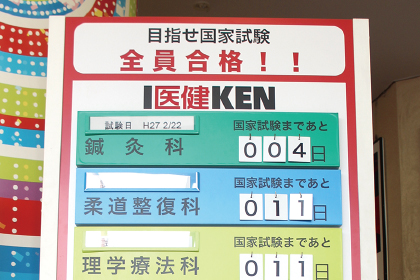 目指せ国家試験
全員合格！！
I医健KEN
試験日 H27 2/22
国家試験まであと
鍼灸科
004日
国家試験まであと
柔道整復科
011日
国家試験まであと
理学療法科
011日